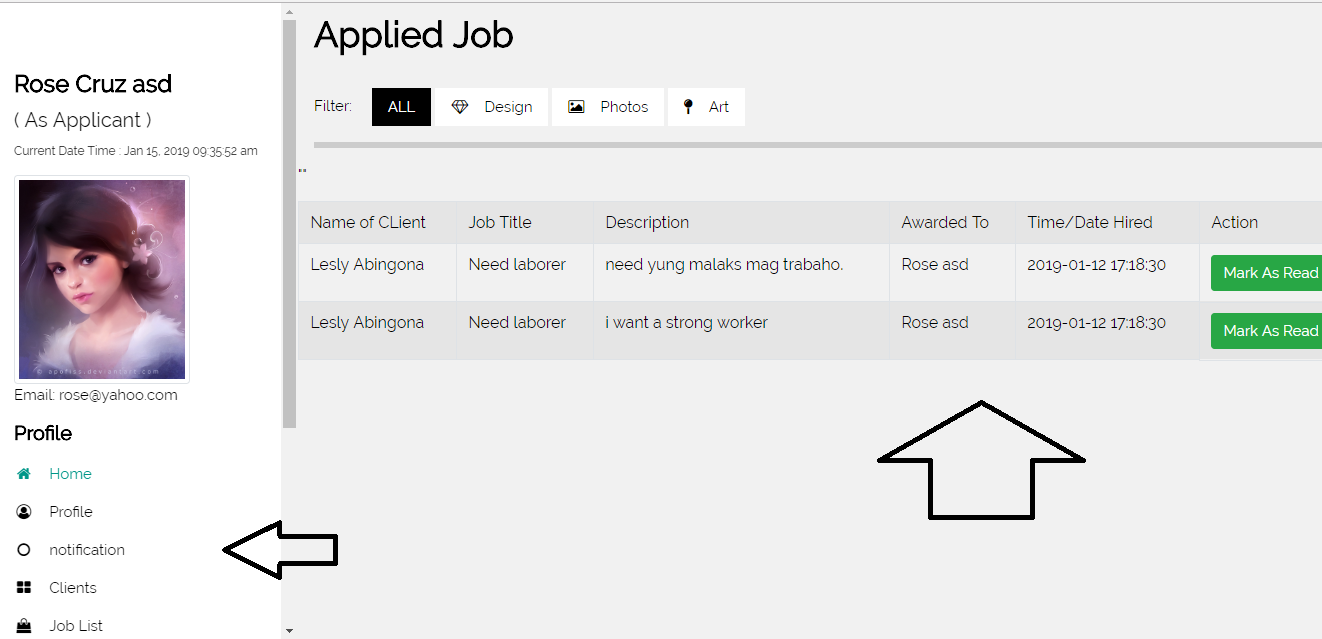 Rose Cruz asd
( As Applicant )
Current Date Time : Jan 15, 2019 09:35:52 am
© apofiss.deviantart.com
Email: rose@yahoo.com
Profile
Home
Profile
notification
Clients
Job List
Applied Job
Filter: ALL Design Photos Art
""
Name of CLient Job Title Description Awarded To Time/Date Hired Action
Lesly Abingona Need laborer need yung malaks mag trabaho. Rose asd 2019-01-12 17:18:30 Mark As Read
Lesly Abingona Need laborer i want a strong worker Rose asd 2019-01-12 17:18:30 Mark As Read